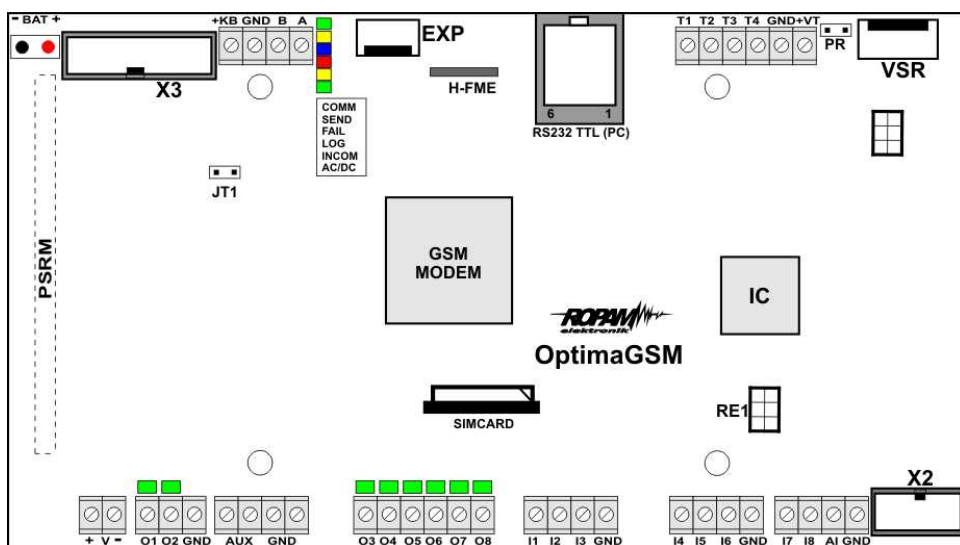 - BAT +
X3
+KB GND B A
EXP
H-FME
6 1
RS232 TTL (PC)
T1 T2 T3 T4 GND +VT
PR
VSR
COMM
SEND
FAIL
LOG
INCOM
AC/DC
JT1
PSRM
GSM
MODEM
IC
ROPAM
elektronik
OptimaGSM
SIMCARD
RE1
X2
+ V -
O1 O2 GND
AUX GND
O3 O4 O5 O6 O7 O8
I1 I2 I3 GND
I4 I5 I6 GND
I7 I8 AI GND